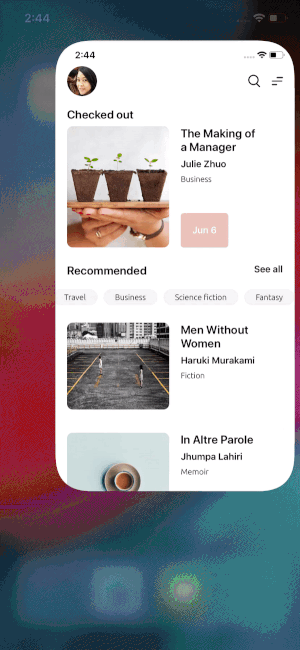 2:44
2:44
Checked out
The Making of
a Manager
Julie Zhuo
Business
Jun 6
Recommended
See all
Travel
Business
Science fiction
Fantasy
Men Without
Women
Haruki Murakami
Fiction
In Altre Parole
Jhumpa Lahiri
Memoir